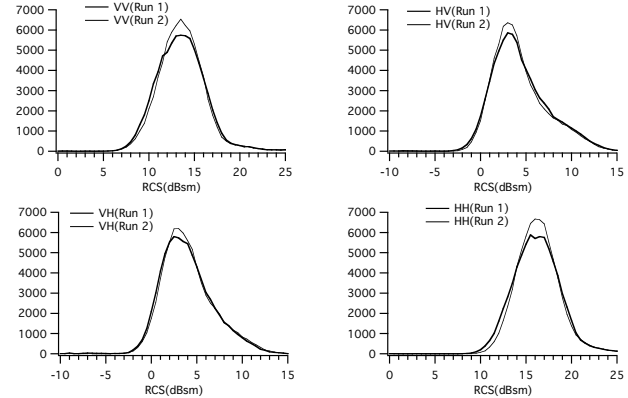 VV(Run 1)
VV(Run 2)
7000
6000
5000
4000
3000
2000
1000
0
0 5 10 15 20 25
RCS(dBsm)
HV(Run 1)
HV(Run 2)
7000
6000
5000
4000
3000
2000
1000
0
-10 -5 0 5 10 15
RCS(dBsm)
VH(Run 1)
VH(Run 2)
7000
6000
5000
4000
3000
2000
1000
0
-10 -5 0 5 10 15
RCS(dBsm)
HH(Run 1)
HH(Run 2)
7000
6000
5000
4000
3000
2000
1000
0
0 5 10 15 20 25
RCS(dBsm)